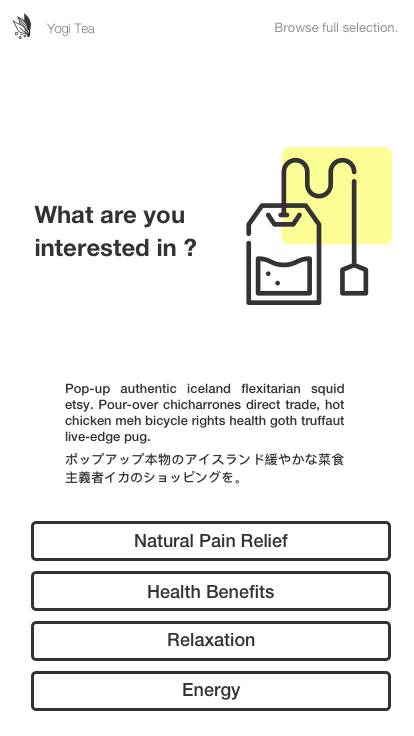 Yogi Tea
Browse full selection.
What are you
interested in ?
Pop-up authentic iceland flexitarian squid
etsy. Pour-over chicharrones direct trade, hot
chicken meh bicycle rights health goth truffaut
live-edge pug.
ポップアップ本物のアイスランド緩やかな菜食
主義者イカのショッピングを。
Natural Pain Relief
Health Benefits
Relaxation
Energy